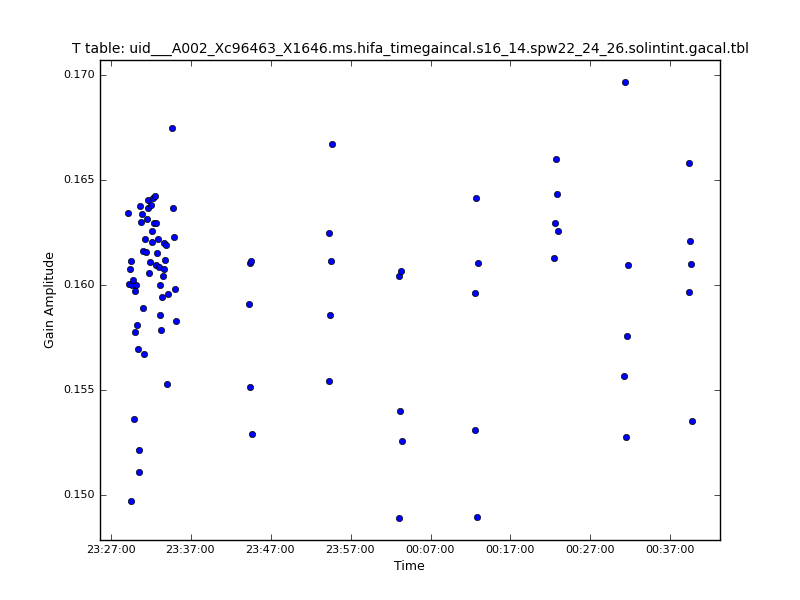 T table: uid___A002_Xc96463_X1646.ms.hifa_timegaincal.s16_14.spw22_24_26.solintint.gacal.tbl
0.170
0.165
0.160
0.155
0.150
Gain Amplitude
23:27:00 23:37:00 23:47:00 23:57:00 00:07:00 00:17:00 00:27:00 00:37:00
Time